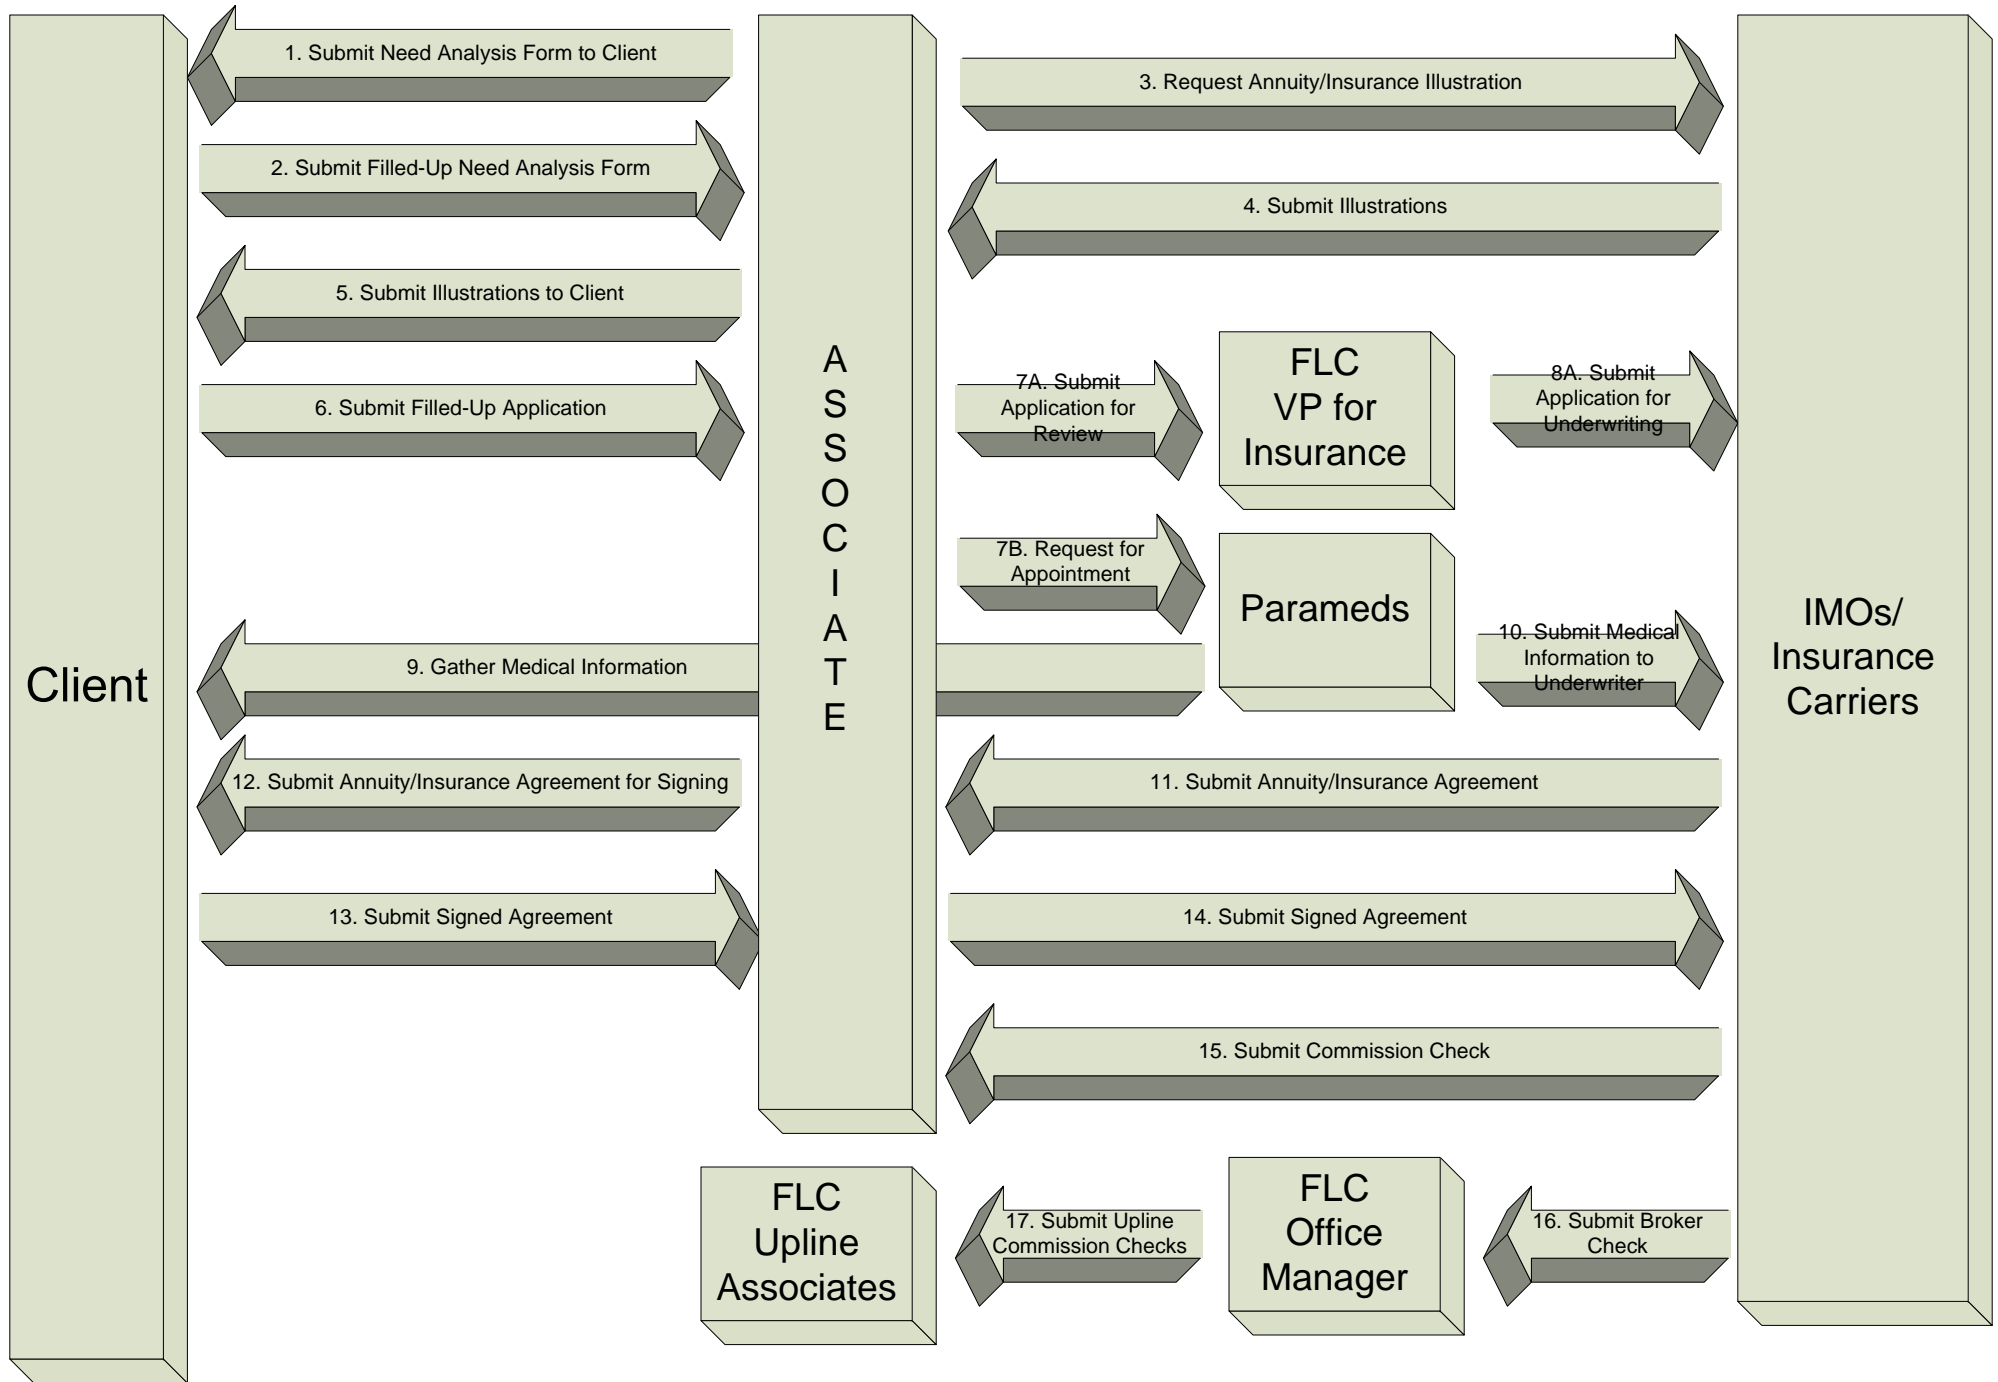 1. Submit Need Analysis Form to Client
3. Request Annuity/Insurance Illustration
2. Submit Filled-Up Need Analysis Form
4. Submit Illustrations
5. Submit Illustrations to Client
6. Submit Filled-Up Application
7A. Submit
Application for
Review
FLC
VP for
Insurance
8A. Submit
Application for
Underwriting
A
S
S
O
C
I
A
T
E
7B. Request for
Appointment
Parameds
Client
IMOs/
Insurance
Carriers
9. Gather Medical Information
10. Submit Medical
Information to
Underwriter
12. Submit Annuity/Insurance Agreement for Signing
11. Submit Annuity/Insurance Agreement
13. Submit Signed Agreement
14. Submit Signed Agreement
15. Submit Commission Check
FLC
Upline
Associates
17. Submit Upline
Commission Checks
FLC
Office
Manager
16. Submit Broker
Check